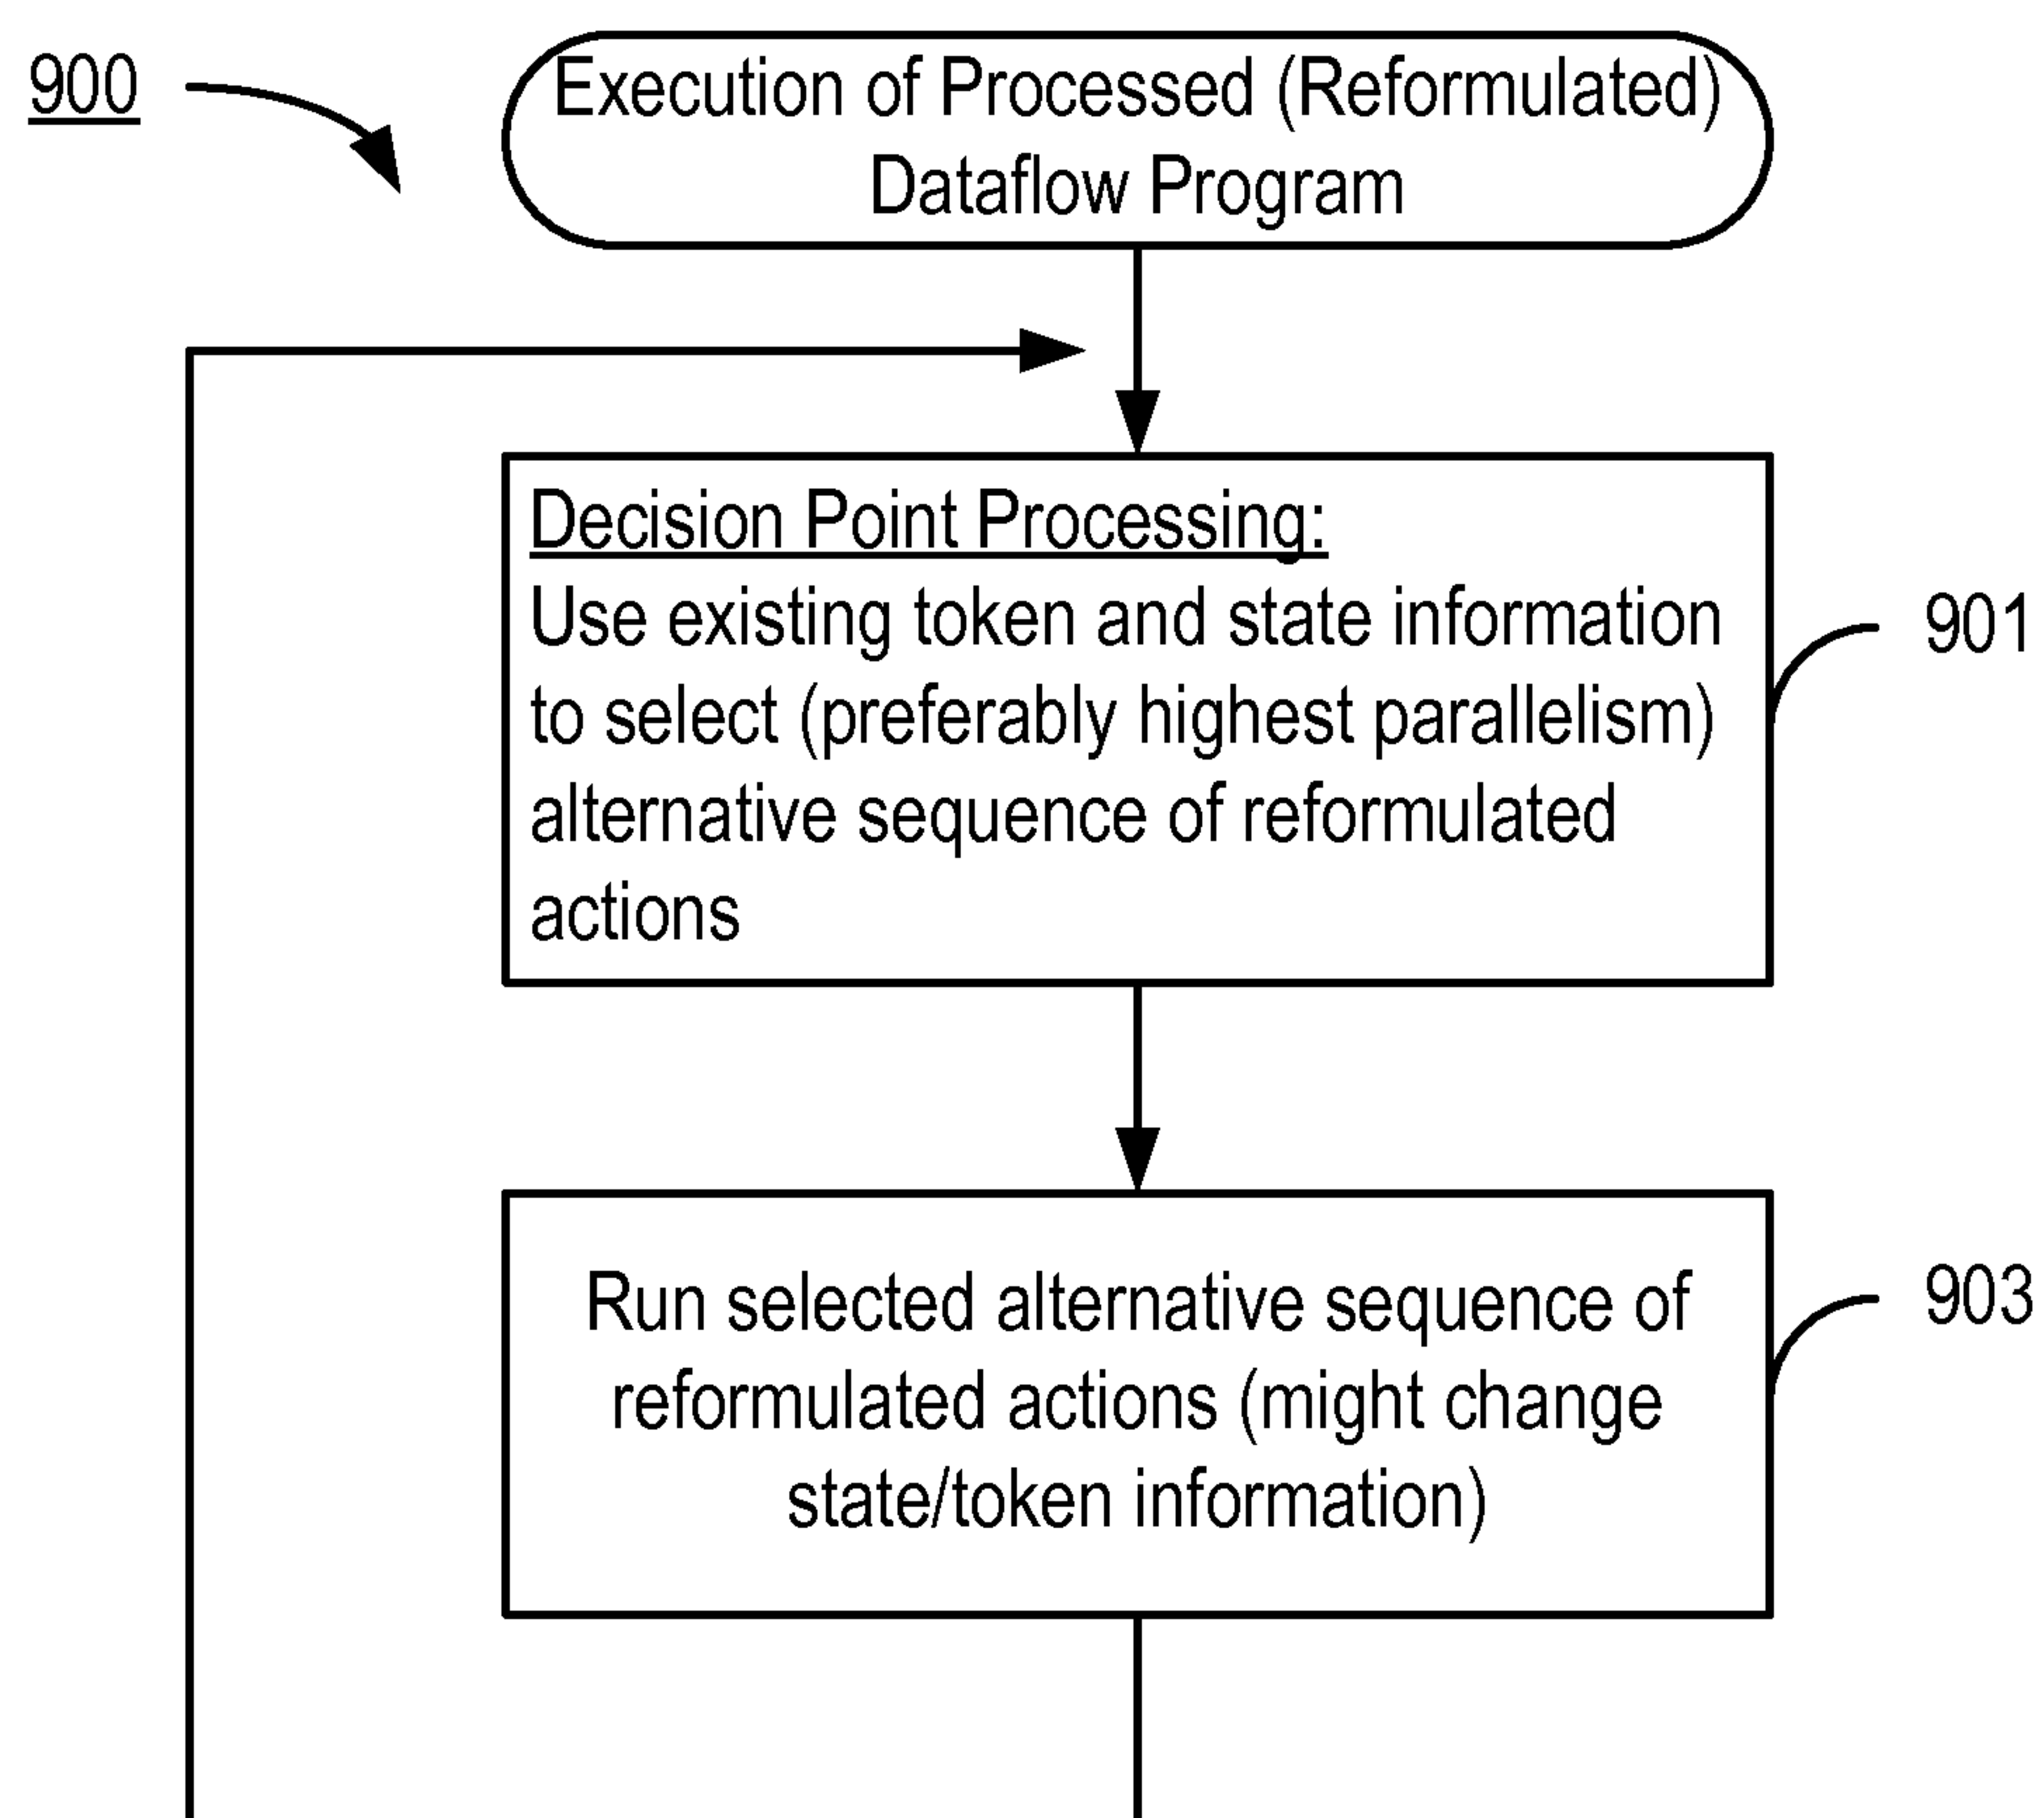 900
Execution of Processed (Reformulated)
Dataflow Program
Decision Point Processing:
Use existing token and state information
to select (preferably highest parallelism)
alternative sequence of reformulated
actions
901
Run selected alternative sequence of
reformulated actions (might change
state/token information)
903